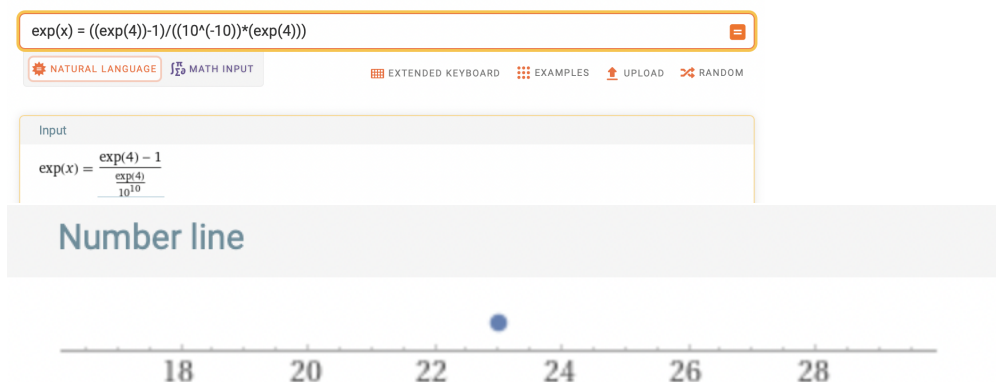 exp(x) = ((exp(4))-1)/((10^(-10))*(exp(4)))
NATURAL LANGUAGE MATH INPUT EXTENDED KEYBOARD EXAMPLES UPLOAD RANDOM
Input
exp(x) = exp(4) − 1 / exp(4) / 10^10
Number line
18 20 22 24 26 28